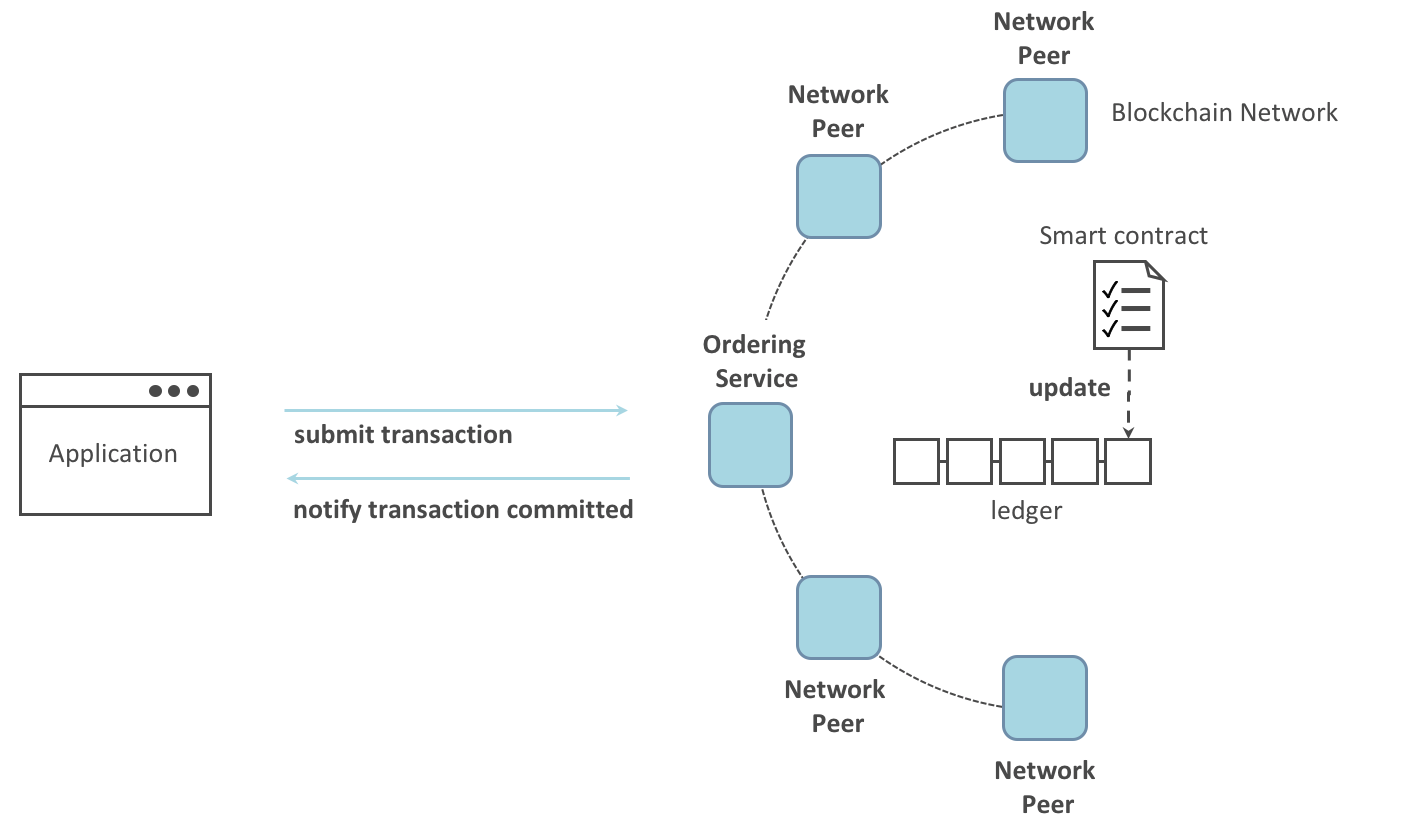 Network
Peer
Network
Peer
Blockchain Network
Smart contract
Ordering
Service
update
submit transaction
Application
notify transaction committed
ledger
Network
Peer
Network
Peer